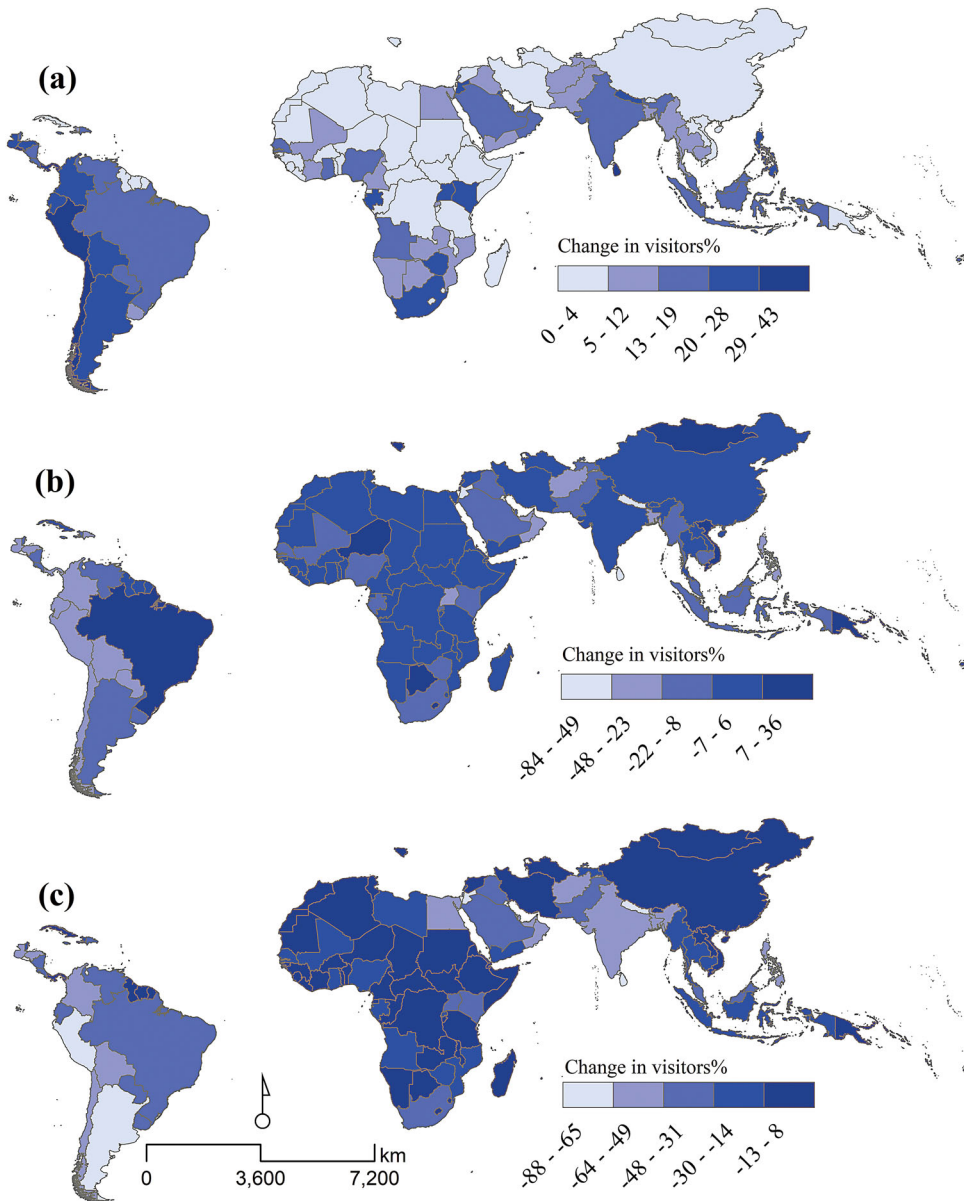 (a)
Change in visitors%
0 - 4
5 - 12
13 - 19
20 - 28
29 - 43
(b)
Change in visitors%
-84 - -49
-48 - -23
-22 - -8
-7 - 6
7 - 36
(c)
Change in visitors%
-88 - -65
-64 - -49
-48 - -31
-30 - -14
-13 - 8
km
0 3,600 7,200